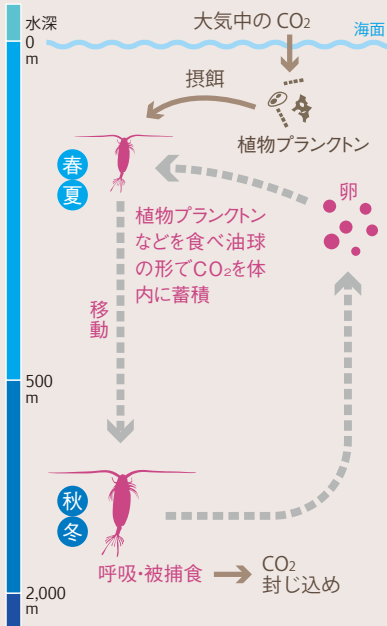 水深
0
m
大気中の CO₂
海面
摂餌
植物プランクトン
春
夏
卵
植物プランクトン
などを食べ油球
の形でCO₂を体
内に蓄積
移動
500
m
秋
冬
呼吸・被捕食
CO₂
封じ込め
2,000
m